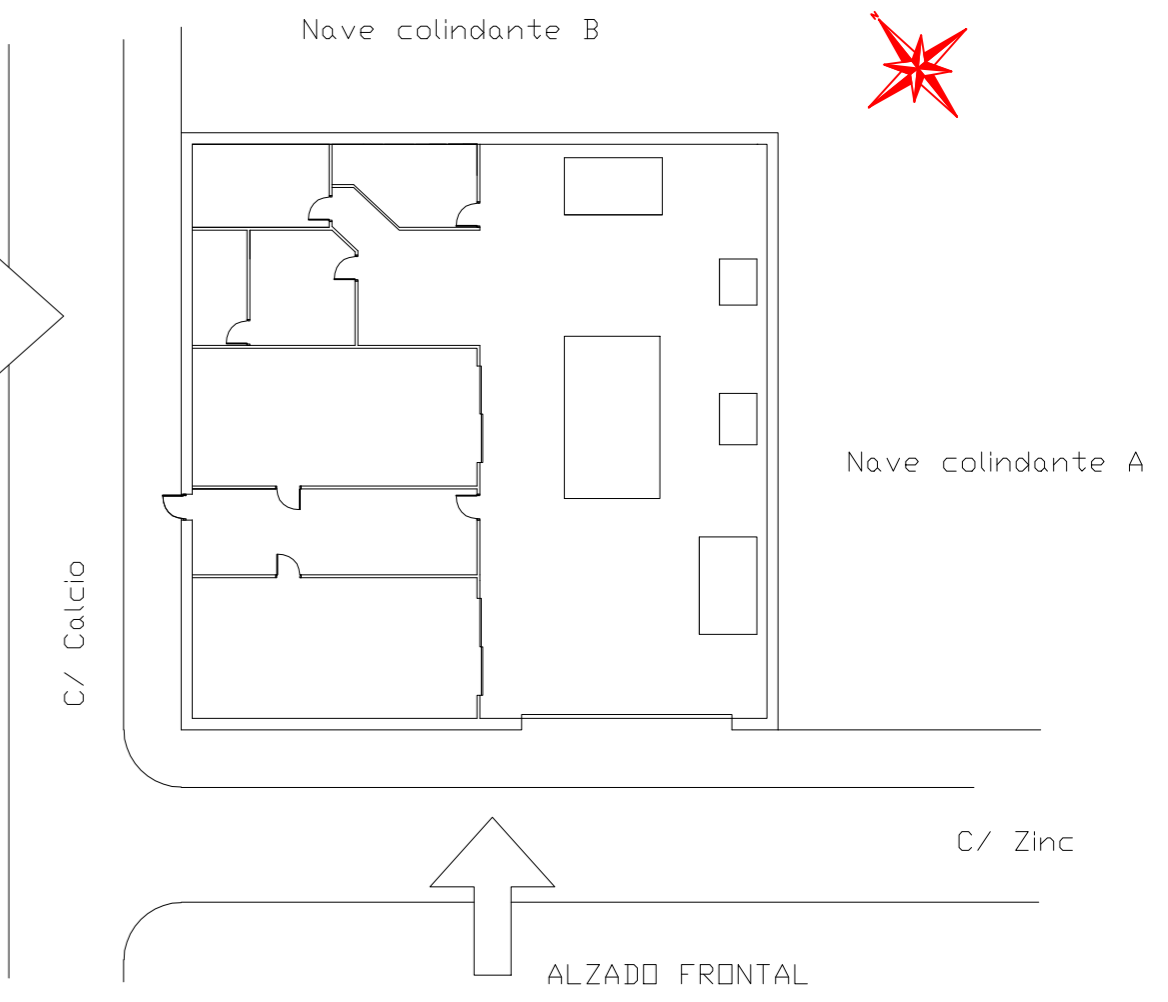 Nave colindante B
N
Nave colindante A
C/ Calcio
C/ Zinc
ALZADO FRONTAL